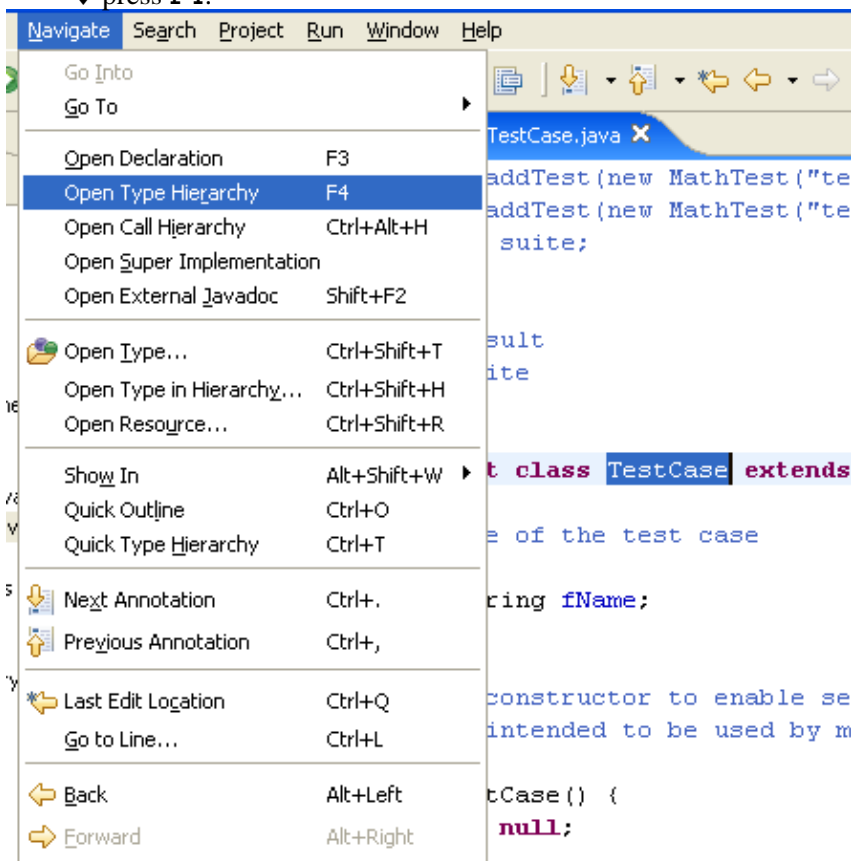 press F4.
Navigate Search Project Run Window Help
Go Into
Go To
TestCase.java
Open Declaration F3
addTest(new MathTest("te
Open Type Hierarchy F4
addTest(new MathTest("te
Open Call Hierarchy Ctrl+Alt+H
suite;
Open Super Implementation
Open External Javadoc Shift+F2
sult
Open Type... Ctrl+Shift+T
ite
Open Type in Hierarchy... Ctrl+Shift+H
Open Resource... Ctrl+Shift+R
Show In Alt+Shift+W
t class TestCase extends
Quick Outline Ctrl+O
Quick Type Hierarchy Ctrl+T
e of the test case
Next Annotation Ctrl+.
ring fName;
Previous Annotation Ctrl+,
Last Edit Location Ctrl+Q
constructor to enable se
Go to Line... Ctrl+L
intended to be used by m
Back Alt+Left
tCase() {
Forward Alt+Right
null;